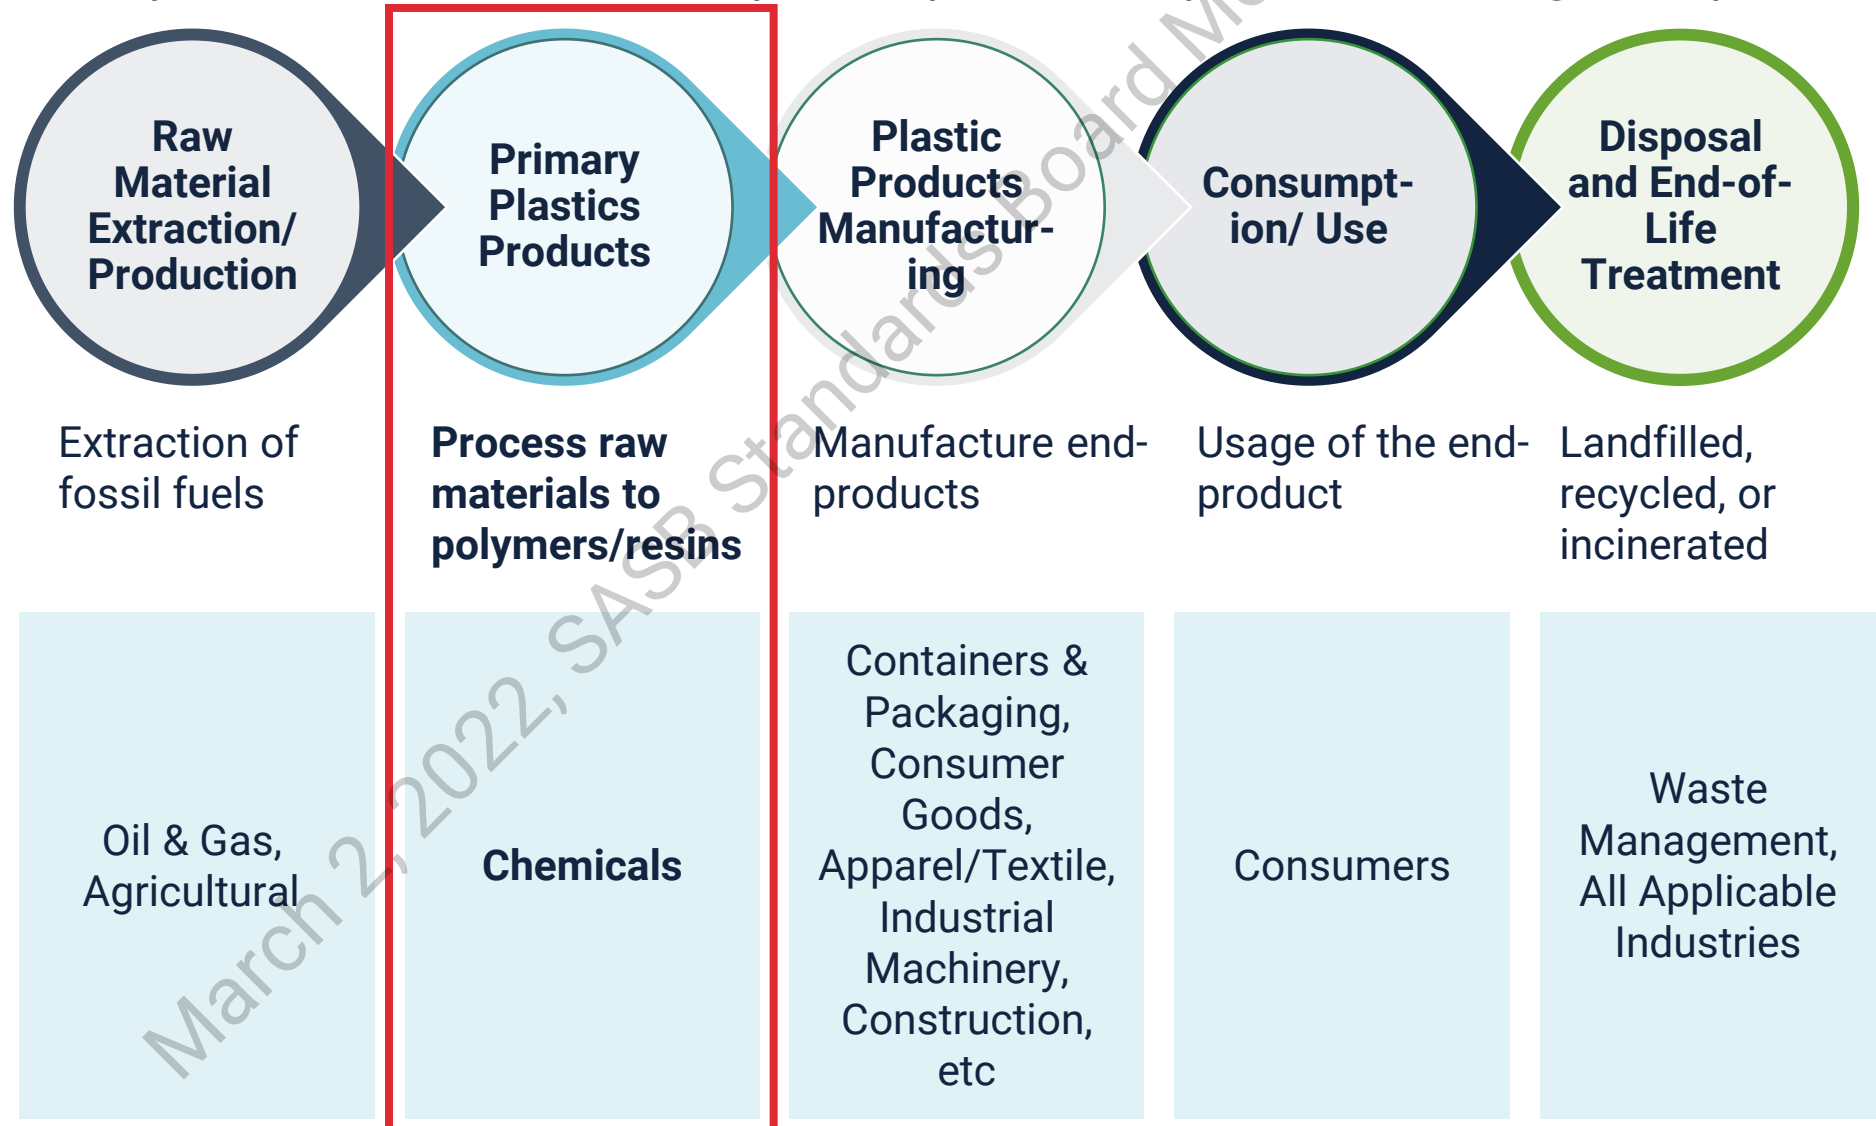 Raw
Material
Extraction/
Production
Primary
Plastics
Products
Plastic
Products
Manufactur-
ing
Consumpt-
ion/ Use
Disposal
and End-of-
Life
Treatment
Extraction of
fossil fuels
Process raw
materials to
polymers/resins
Manufacture end-
products
Usage of the end-
product
Landfilled,
recycled, or
incinerated
Oil & Gas,
Agricultural
Chemicals
Containers &
Packaging,
Consumer
Goods,
Apparel/Textile,
Industrial
Machinery,
Construction,
etc
Consumers
Waste
Management,
All Applicable
Industries
March 2, 2022, SASB Standards Board